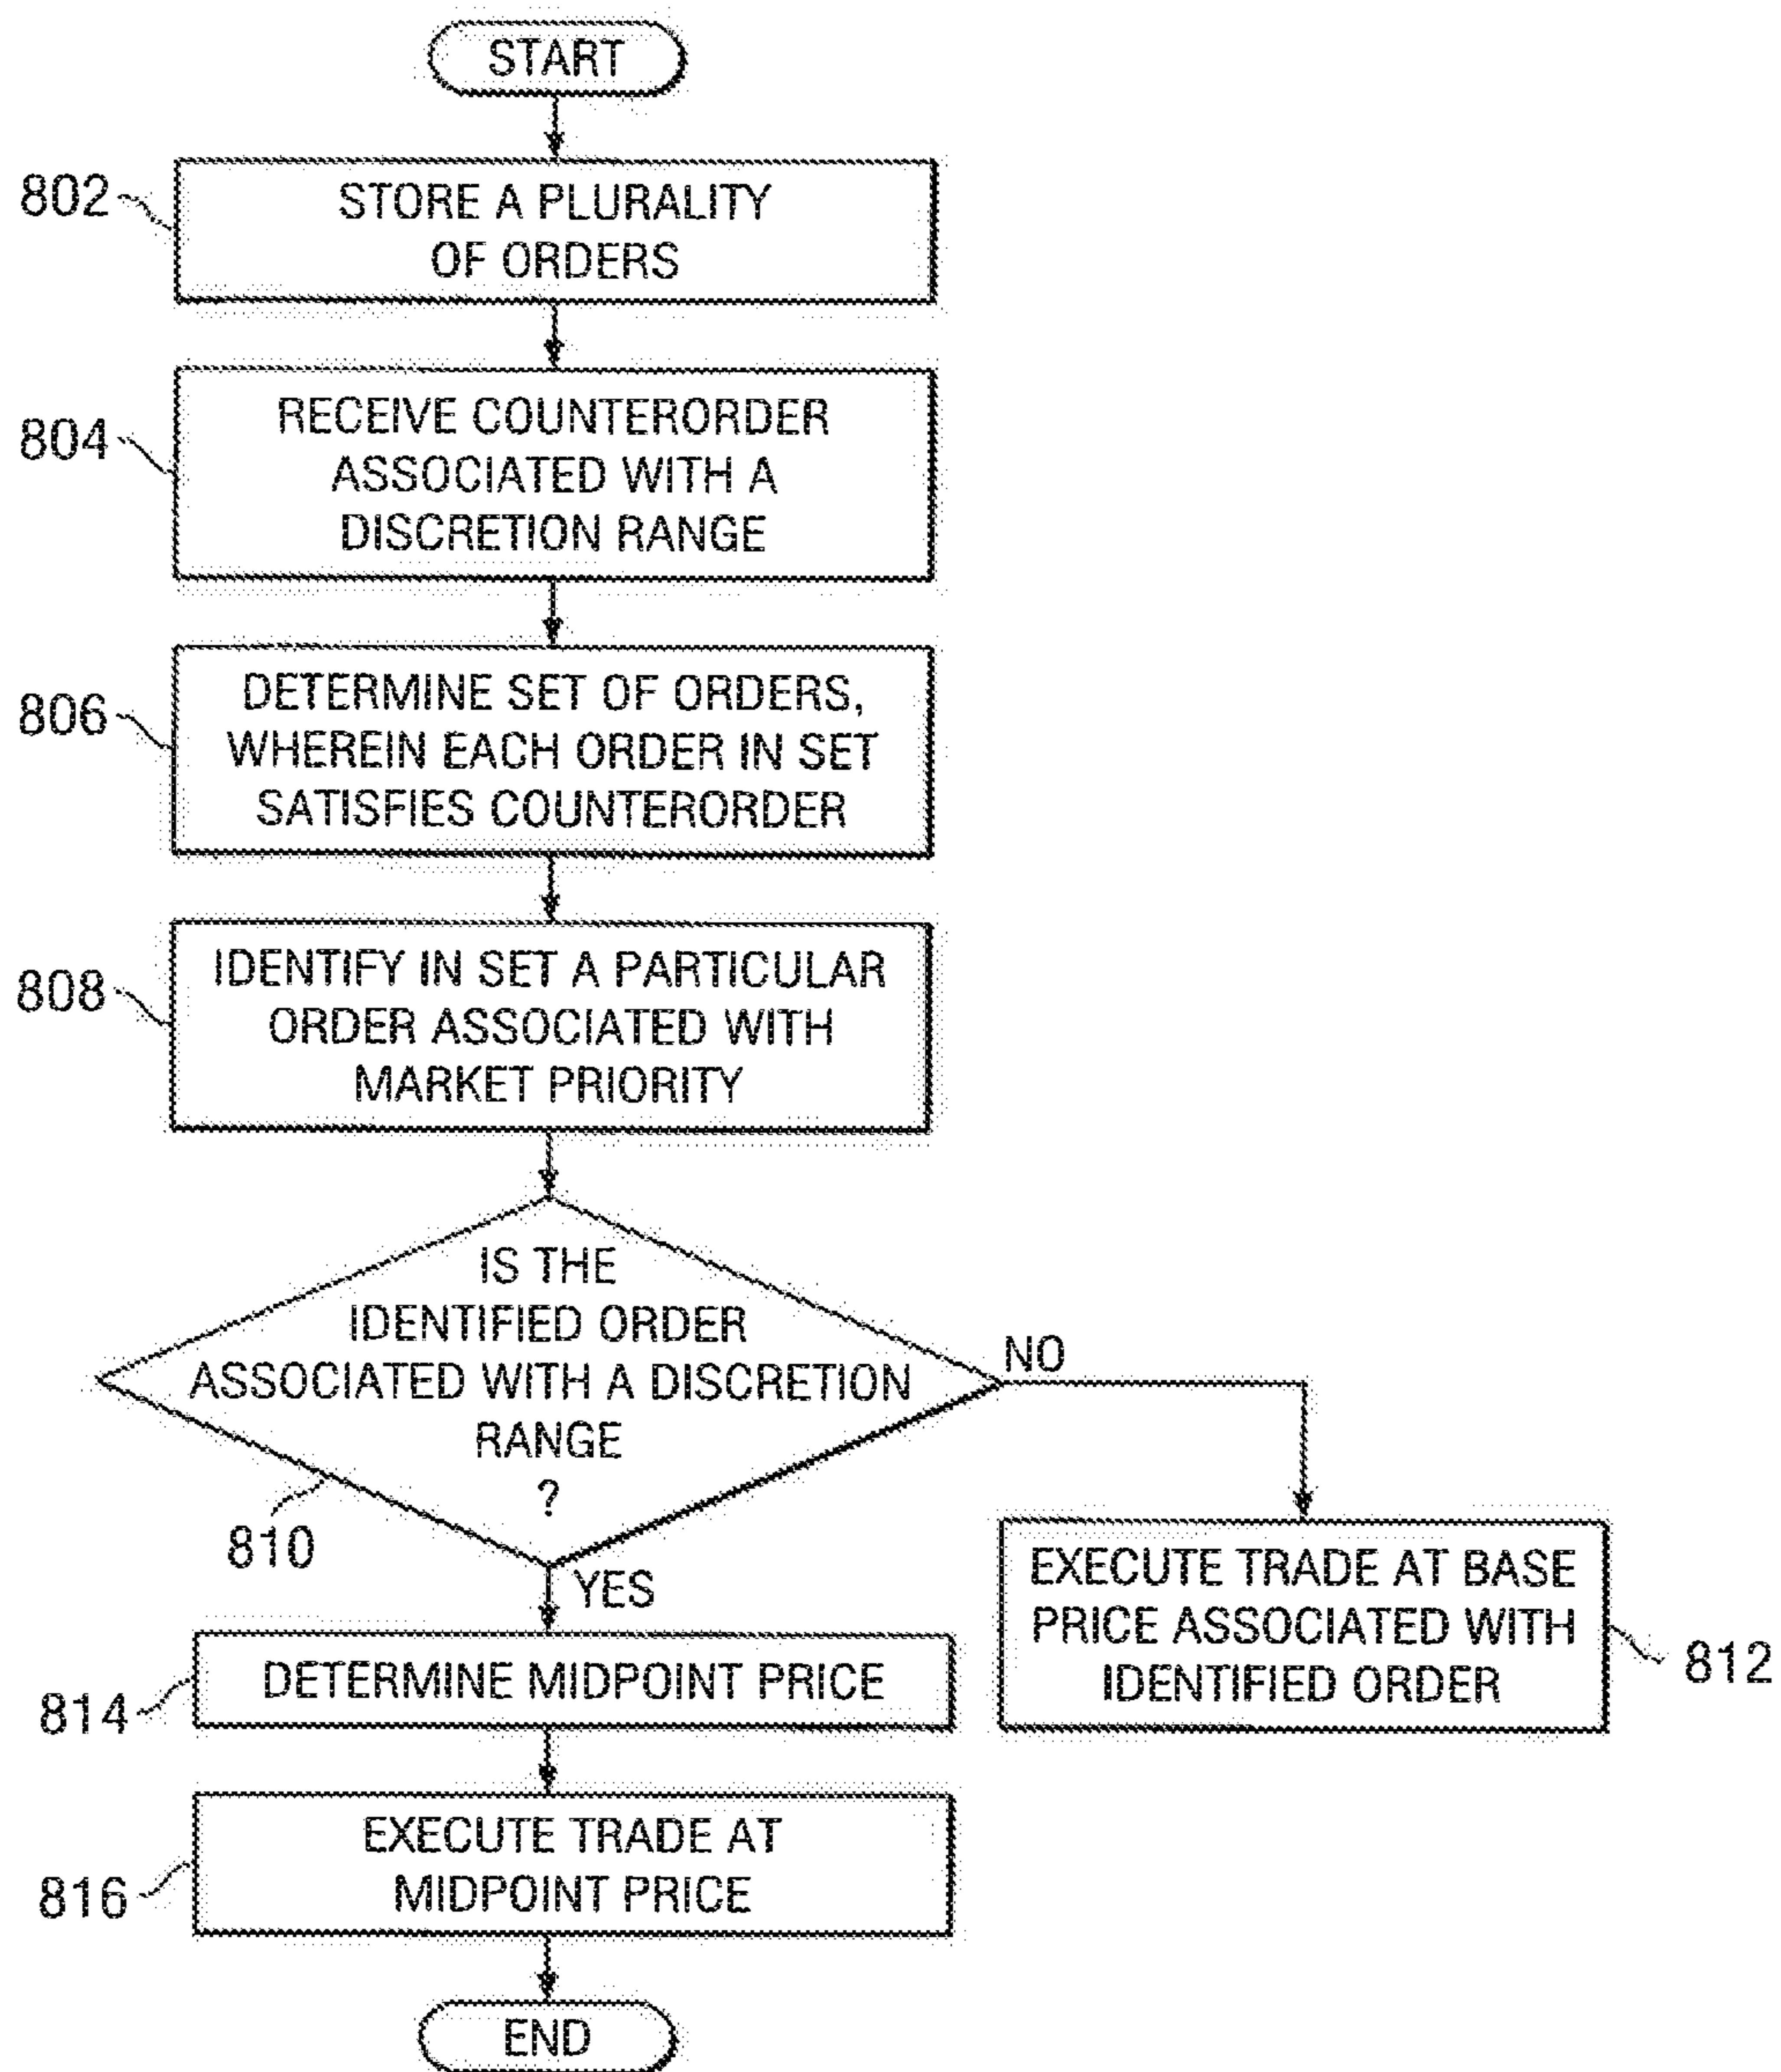 START
802
STORE A PLURALITY
OF ORDERS
804
RECEIVE COUNTERORDER
ASSOCIATED WITH A
DISCRETION RANGE
806
DETERMINE SET OF ORDERS,
WHEREIN EACH ORDER IN SET
SATISFIES COUNTERORDER
808
IDENTIFY IN SET A PARTICULAR
ORDER ASSOCIATED WITH
MARKET PRIORITY
IS THE
IDENTIFIED ORDER
ASSOCIATED WITH A DISCRETION
RANGE
?
810
NO
YES
EXECUTE TRADE AT BASE
PRICE ASSOCIATED WITH
IDENTIFIED ORDER
812
814
DETERMINE MIDPOINT PRICE
816
EXECUTE TRADE AT
MIDPOINT PRICE
END